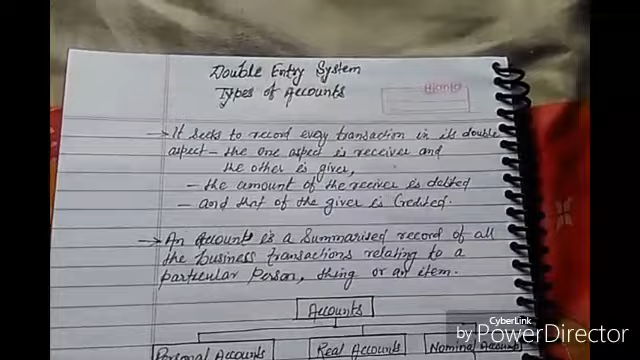 Double Entry System
Types of Accounts
→ It seeks to record every transaction in its double
aspect - the one aspect is receiver and
the other is giver,
- the amount of the reciver is debited
- and that of the giver is Credited.
→ An Account is a summarised record of all
the business transactions relating to a
particular person, thing or an item.
Accounts
Personal Accounts
Real Accounts
Nominal Accounts
CyberLink
by PowerDirector